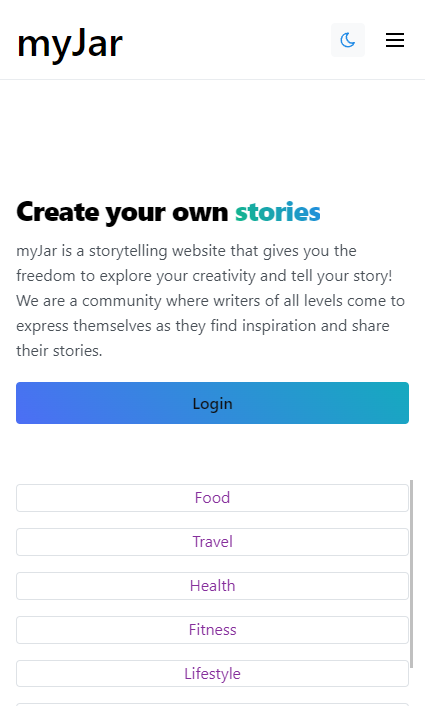 myJar
Create your own stories
myJar is a storytelling website that gives you the
freedom to explore your creativity and tell your story!
We are a community where writers of all levels come to
express themselves as they find inspiration and share
their stories.
Login
Food
Travel
Health
Fitness
Lifestyle